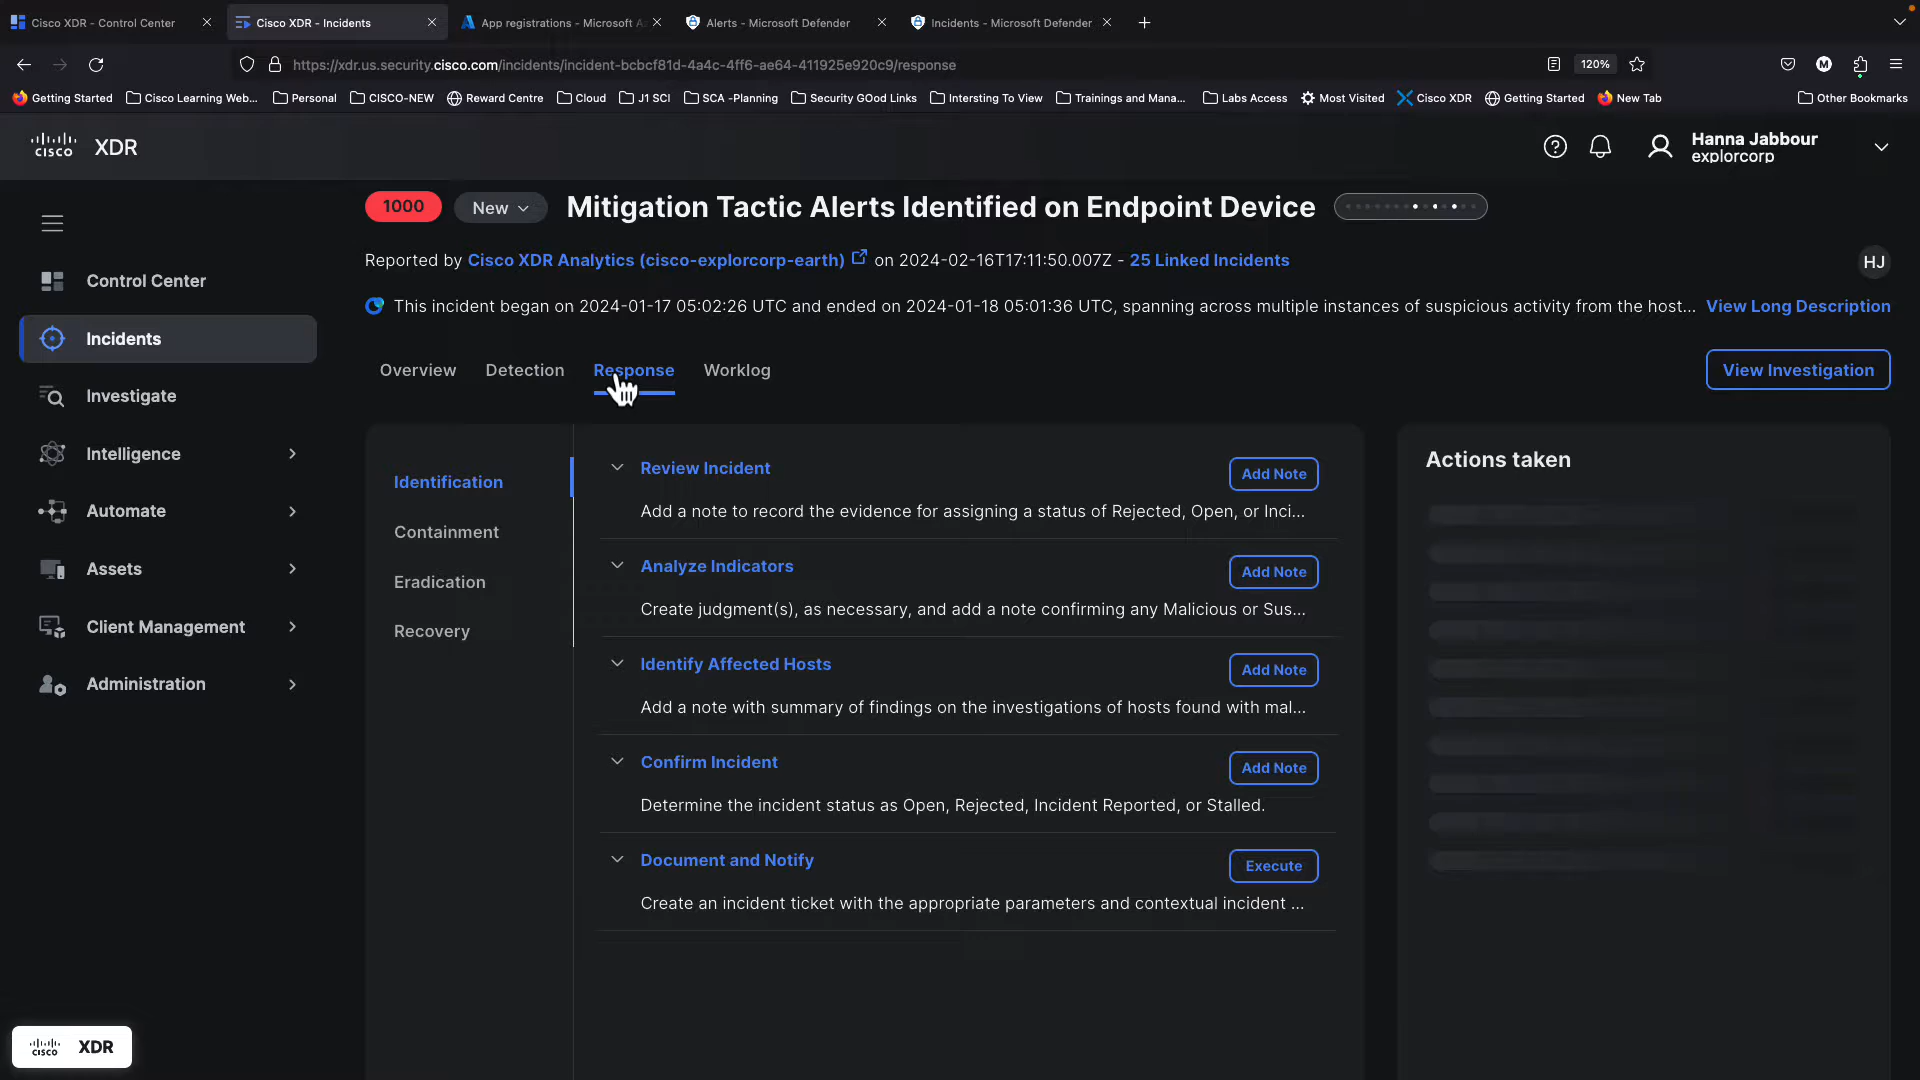 Cisco XDR - Control Center
Cisco XDR - Incidents
App registrations - Microsoft A
Alerts - Microsoft Defender
Incidents - Microsoft Defender
https://xdr.us.security.cisco.com/incidents/incident-bcbcf81d-4a4c-4ff6-ae64-411925e920c9/response
120%
M
Getting Started
Cisco Learning Web...
Personal
CISCO-NEW
Reward Centre
Cloud
J1 SCI
SCA -Planning
Security GOod Links
Intersting To View
Trainings and Mana...
Labs Access
Most Visited
Cisco XDR
Getting Started
New Tab
Other Bookmarks
CISCO XDR
Hanna Jabbour
explorcorp
1000
New
Mitigation Tactic Alerts Identified on Endpoint Device
Reported by Cisco XDR Analytics (cisco-explorcorp-earth) on 2024-02-16T17:11:50.007Z - 25 Linked Incidents
HJ
This incident began on 2024-01-17 05:02:26 UTC and ended on 2024-01-18 05:01:36 UTC, spanning across multiple instances of suspicious activity from the host... View Long Description
Overview
Detection
Response
Worklog
View Investigation
Control Center
Incidents
Investigate
Intelligence
Automate
Assets
Client Management
Administration
Identification
Containment
Eradication
Recovery
Review Incident
Add Note
Add a note to record the evidence for assigning a status of Rejected, Open, or Inci...
Analyze Indicators
Add Note
Create judgment(s), as necessary, and add a note confirming any Malicious or Sus...
Identify Affected Hosts
Add Note
Add a note with summary of findings on the investigations of hosts found with mal...
Confirm Incident
Add Note
Determine the incident status as Open, Rejected, Incident Reported, or Stalled.
Document and Notify
Execute
Create an incident ticket with the appropriate parameters and contextual incident ...
Actions taken
CISCO XDR